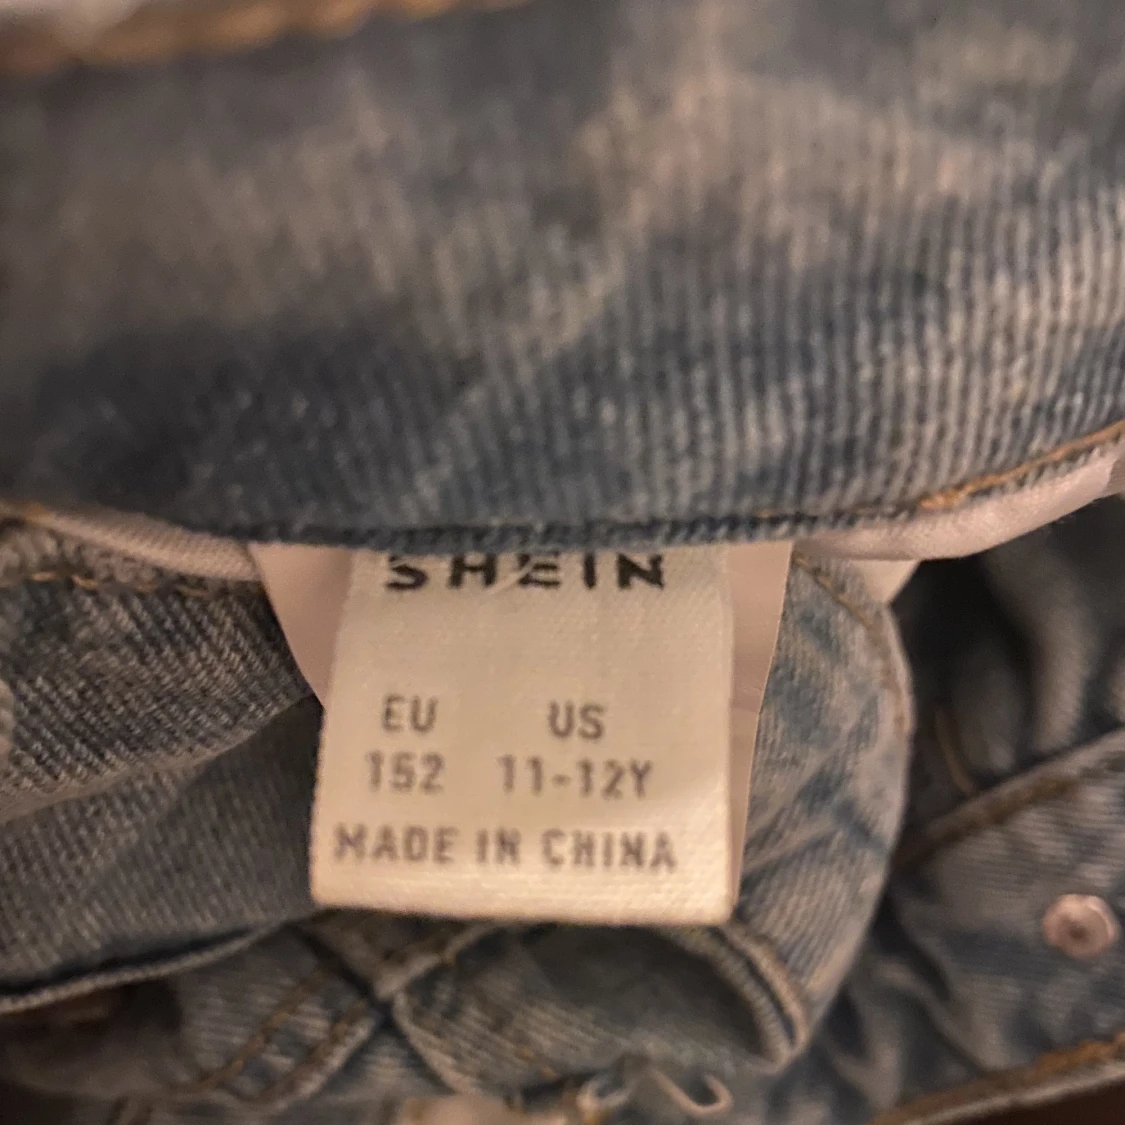 SHEIN
EU US
152 11-12Y
MADE IN CHINA